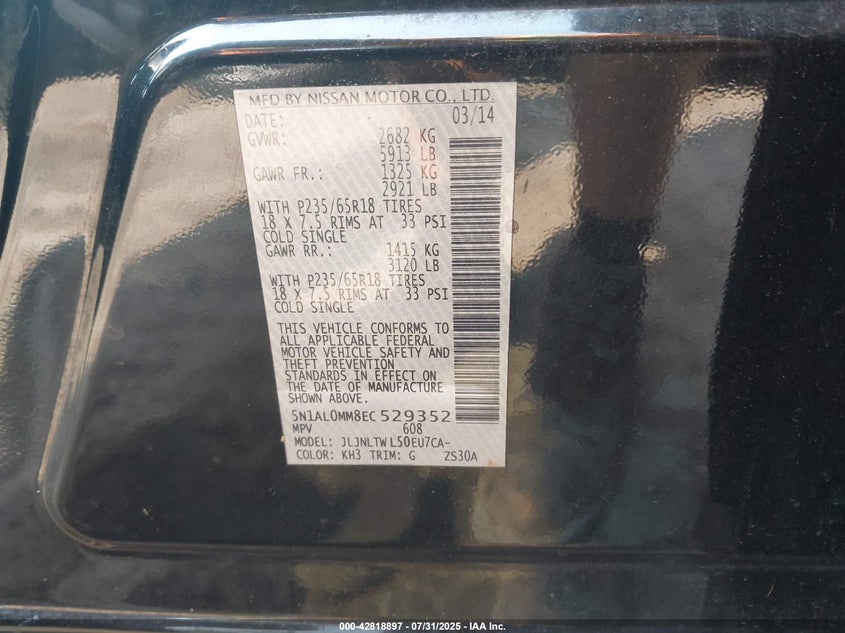 MFD BY NISSAN MOTOR CO., LTD.
DATE: 03/14
GVWR: 2682 KG
5913 LB
GAWR FR.: 1325 KG
2921 LB
WITH P235/65R18 TIRES
18 X 7.5 RIMS AT 33 PSI
COLD SINGLE
GAWR RR.: 1415 KG
3120 LB
WITH P235/65R18 TIRES
18 X 7.5 RIMS AT 33 PSI
COLD SINGLE
THIS VEHICLE CONFORMS TO
ALL APPLICABLE FEDERAL
MOTOR VEHICLE SAFETY AND
THEFT PREVENTION
STANDARDS IN EFFECT ON
THE DATE OF MANUFACTURE
SHOWN ABOVE.
5N1AL0MM8EC529352
MPV 608
MODEL: JLJNLTW L50EU7CA-
COLOR: KH3 TRIM: G ZS30A
000-42818897 - 07/31/2025 - IAA Inc.